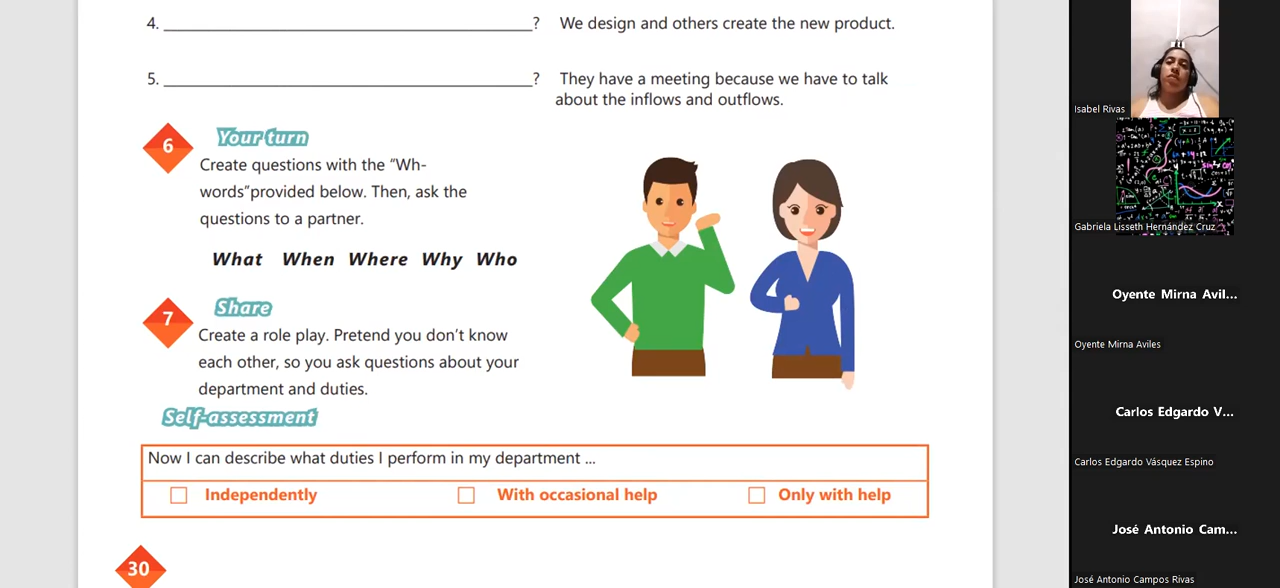 4. ______________________________________________? We design and others create the new product.
5. ______________________________________________? They have a meeting because we have to talk
about the inflows and outflows.
6 Your turn
Create questions with the "Wh-
words"provided below. Then, ask the
questions to a partner.
What When Where Why Who
7 Share
Create a role play. Pretend you don't know
each other, so you ask questions about your
department and duties.
Self-assessment
Now I can describe what duties I perform in my department ...
Independently With occasional help Only with help
30
Isabel Rivas
Gabriela Lisseth Hernández Cruz
Oyente Mirna Avil...
Oyente Mirna Aviles
Carlos Edgardo V...
Carlos Edgardo Vásquez Espino
José Antonio Cam...
José Antonio Campos Rivas